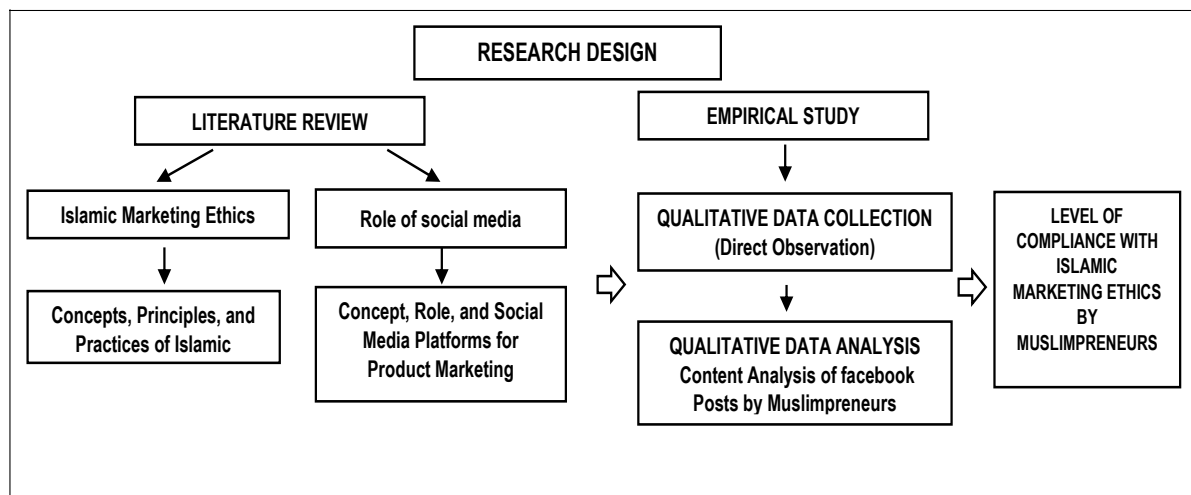 RESEARCH DESIGN
LITERATURE REVIEW
Islamic Marketing Ethics
Concepts, Principles, and
Practices of Islamic
Role of social media
Concept, Role, and Social
Media Platforms for
Product Marketing
EMPIRICAL STUDY
QUALITATIVE DATA COLLECTION
(Direct Observation)
QUALITATIVE DATA ANALYSIS
Content Analysis of facebook
Posts by Muslimpreneurs
LEVEL OF
COMPLIANCE WITH
ISLAMIC
MARKETING ETHICS
BY
MUSLIMPRENEURS